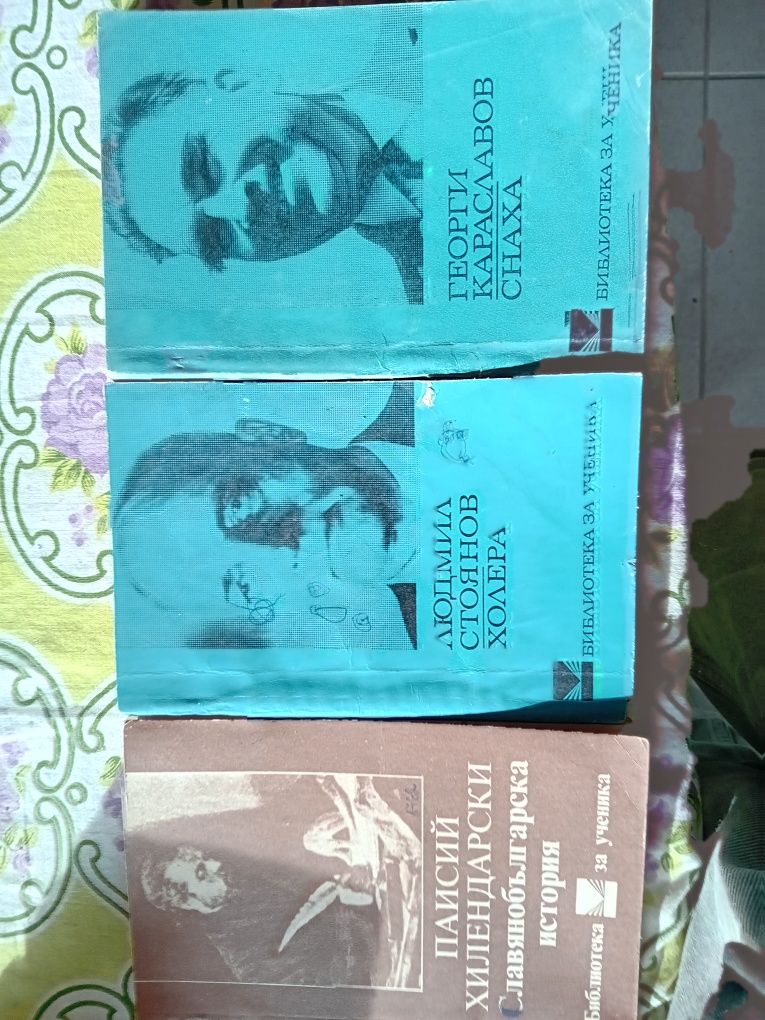 ГЕОРГИ
КАРАСЛАВОВ
СНАХА
БИБЛИОТЕКА ЗА УЧЕНИКА
ЛЮДМИЛ
СТОЯНОВ
ХОЛЕРА
БИБЛИОТЕКА ЗА УЧЕНИКА
ПАИСИЙ
ХИЛЕНДАРСКИ
Славянобългарска
история
Библиотека за ученика